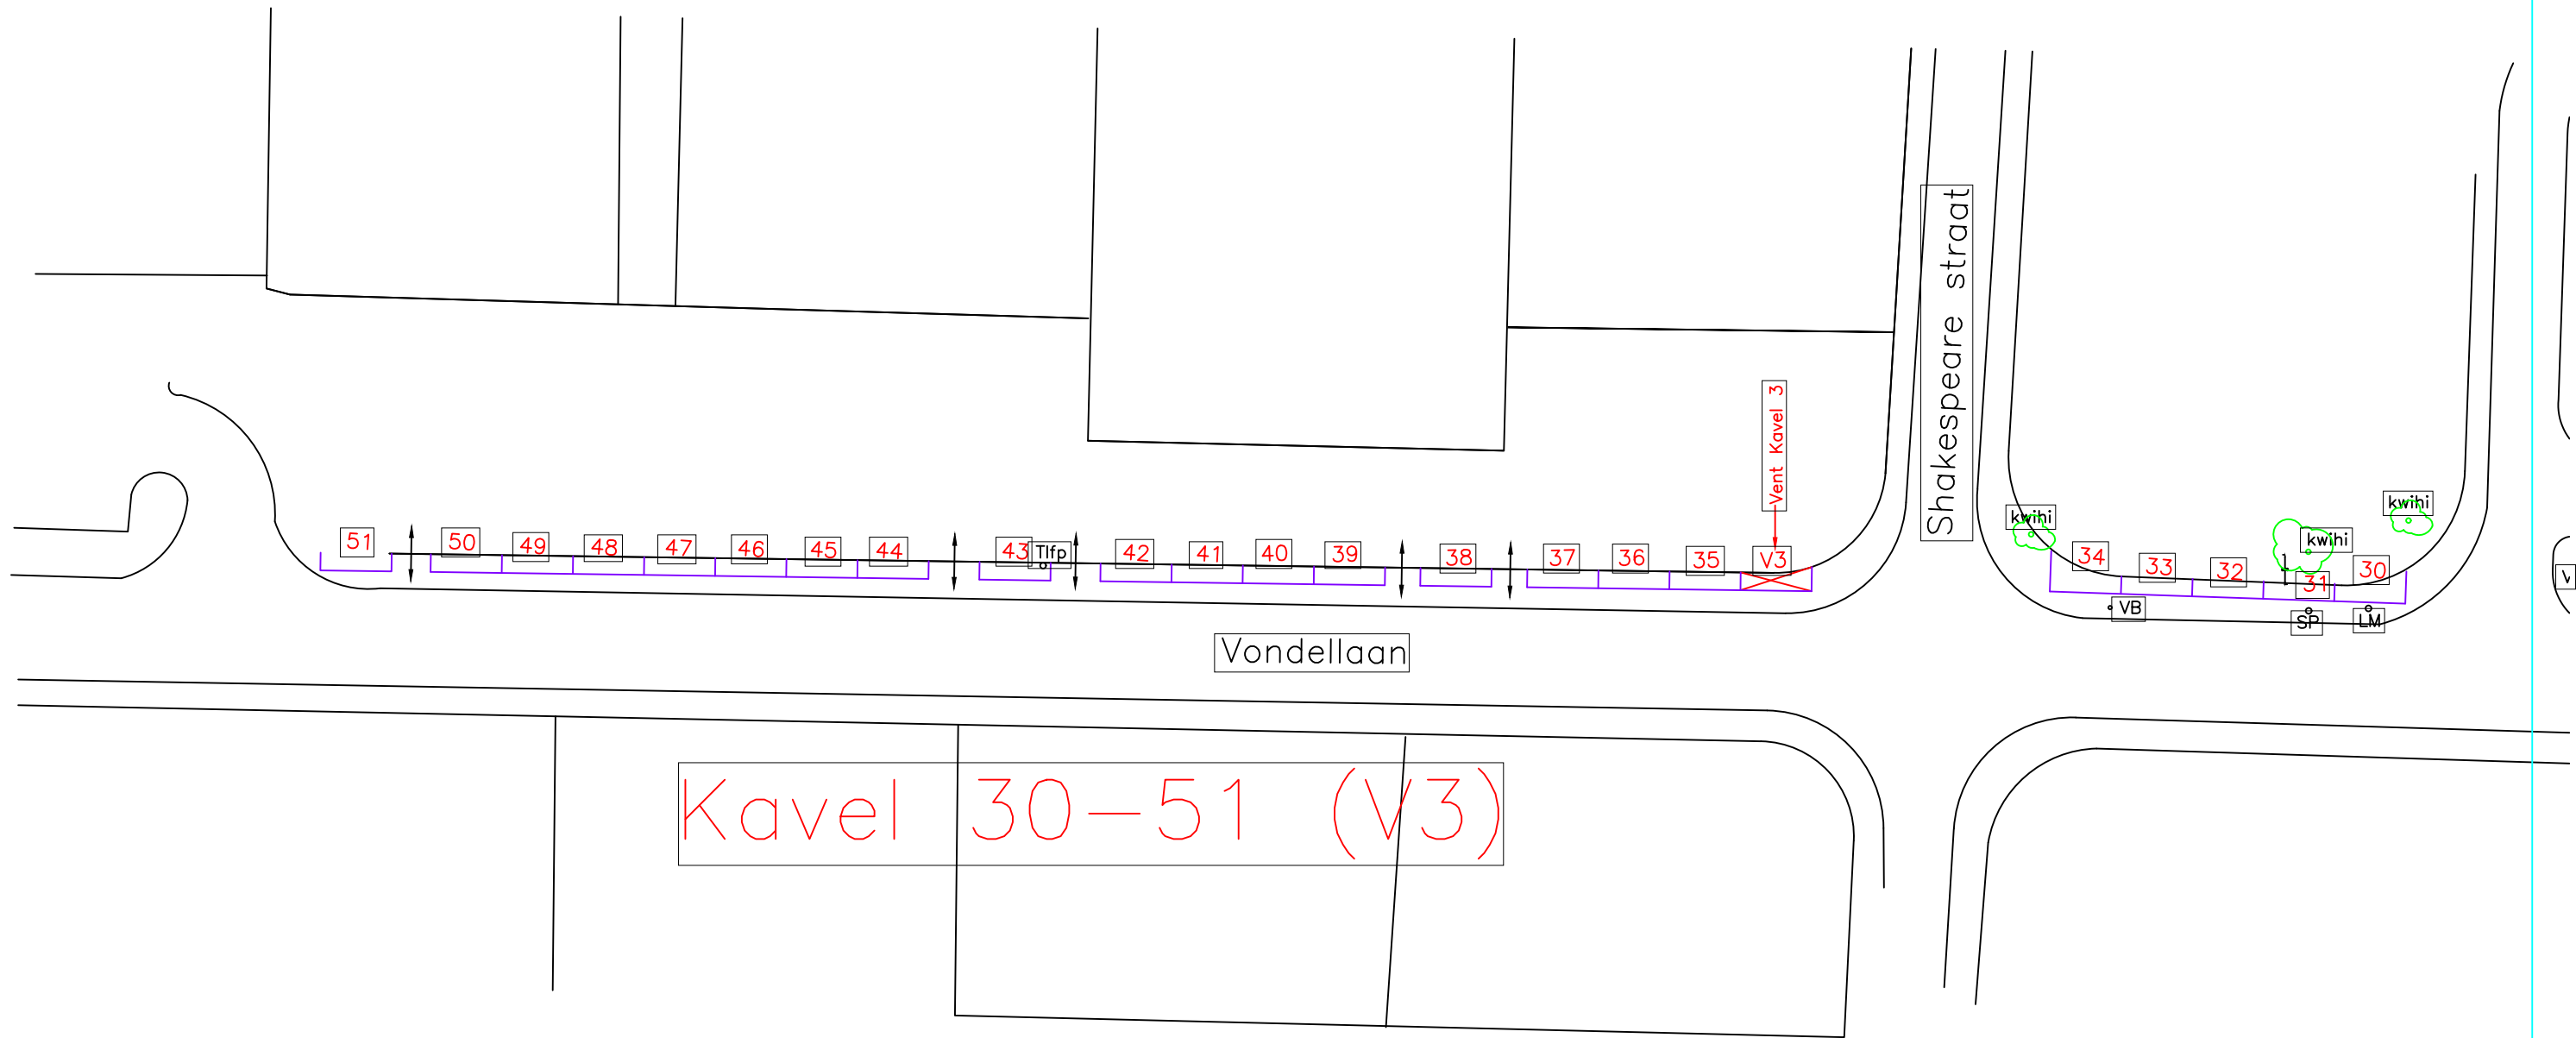 Shakespeare straat
Vent Kavel 3
kwihi
kwihi
kwihi
51
50
49
48
47
46
45
44
43
Tlfp
42
41
40
39
38
37
36
35
V3
34
33
32
31
30
VB
SP
LM
V
Vondellaan
Kavel 30-51 (V3)